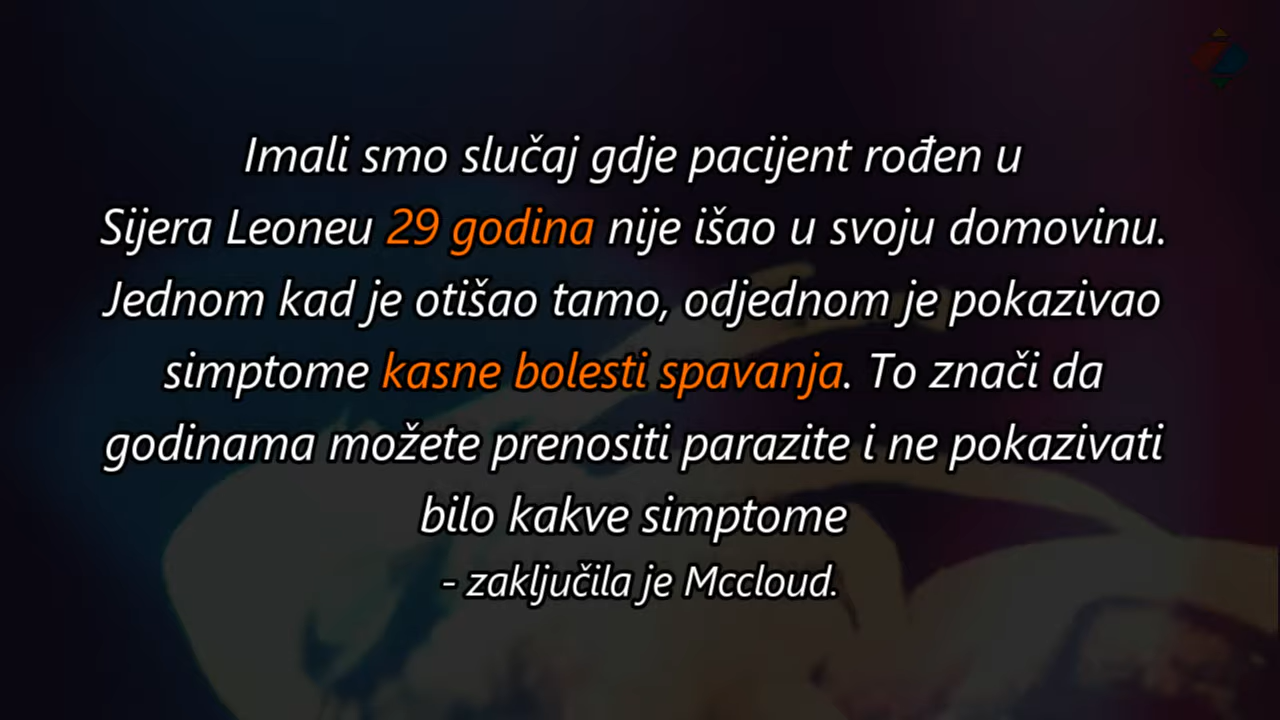 Imali smo slučaj gdje pacijent rođen u
Sijera Leoneu 29 godina nije išao u svoju domovinu.
Jednom kad je otišao tamo, odjednom je pokazivao
simptome kasne bolesti spavanja. To znači da
godinama možete prenositi parazite i ne pokazivati
bilo kakve simptome
- zaključila je Mccloud.